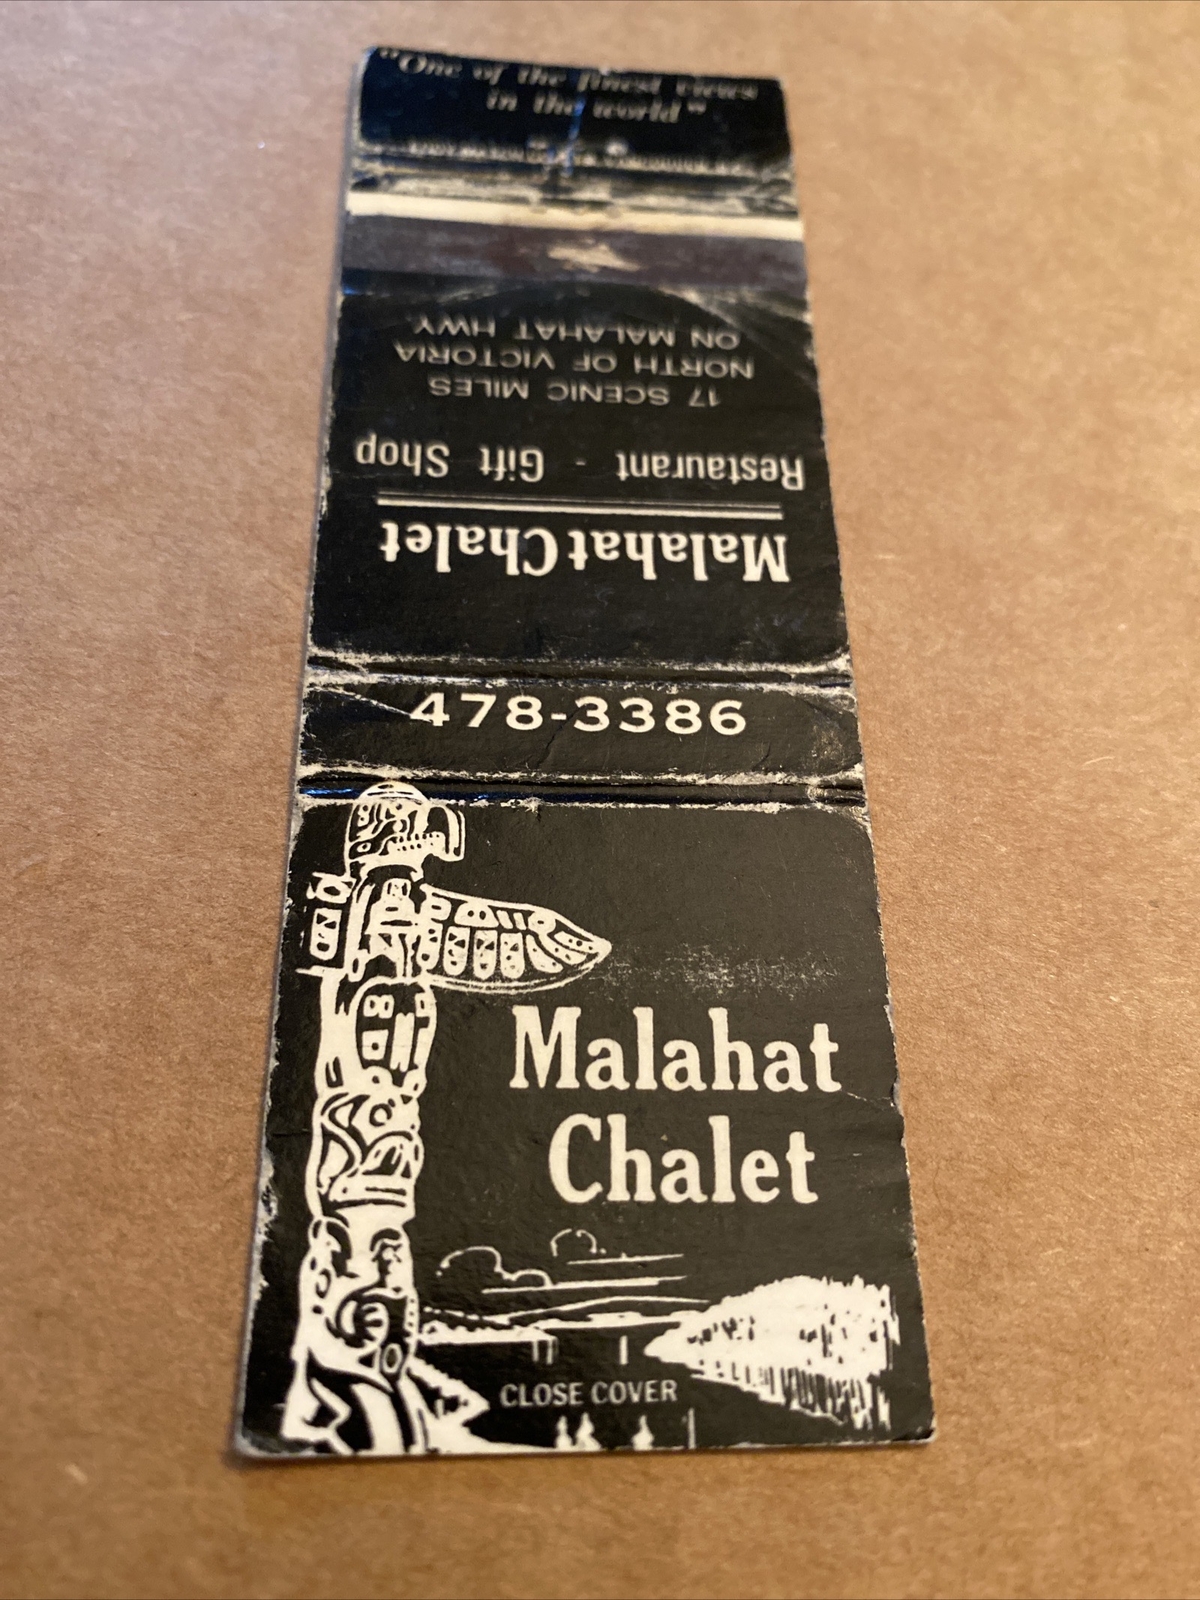 "One of the finest views
in the world"
Malahat Chalet
Restaurant - Gift Shop
17 SCENIC MILES
NORTH OF VICTORIA
ON MALAHAT HWY.
478-3386
Malahat
Chalet
CLOSE COVER